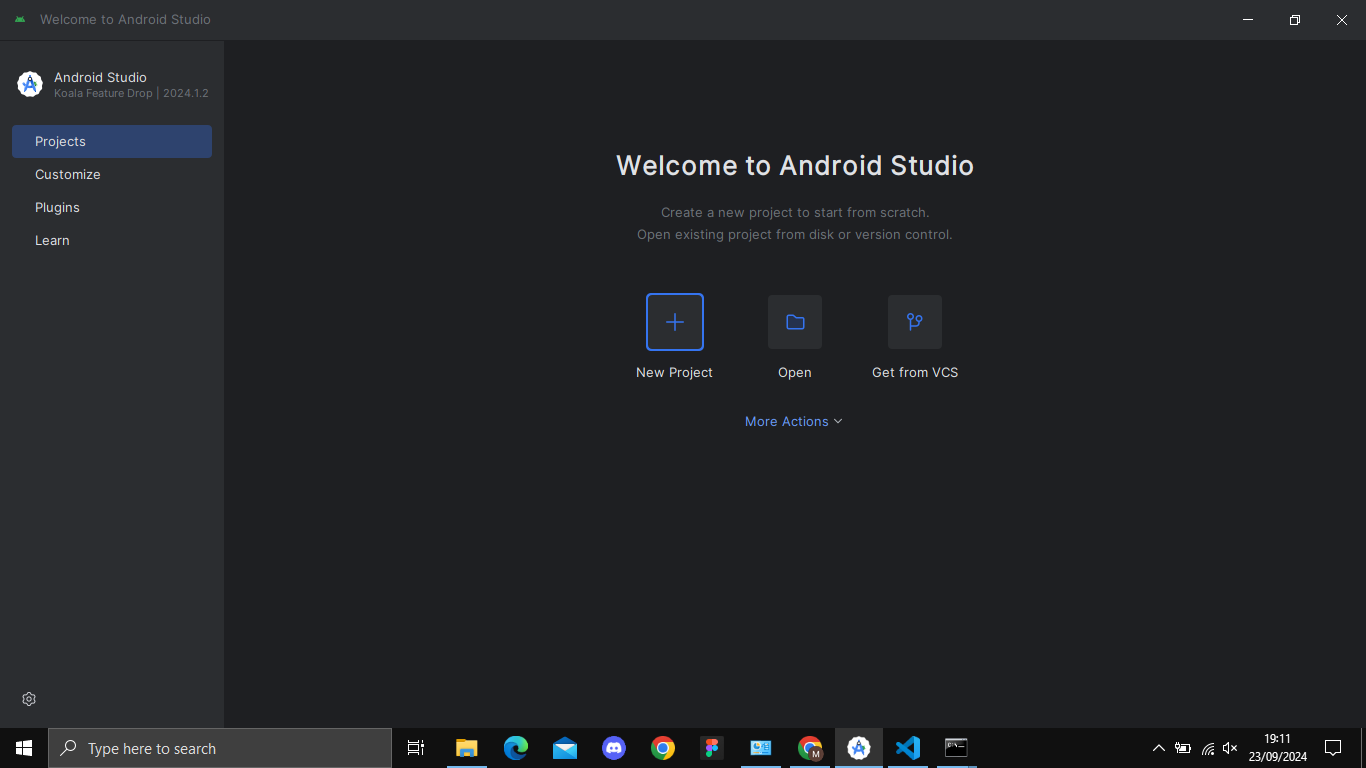 Welcome to Android Studio
Android Studio
Koala Feature Drop | 2024.1.2
Projects
Customize
Plugins
Learn
Welcome to Android Studio
Create a new project to start from scratch.
Open existing project from disk or version control.
New Project
Open
Get from VCS
More Actions
Type here to search
M
19:11
23/09/2024